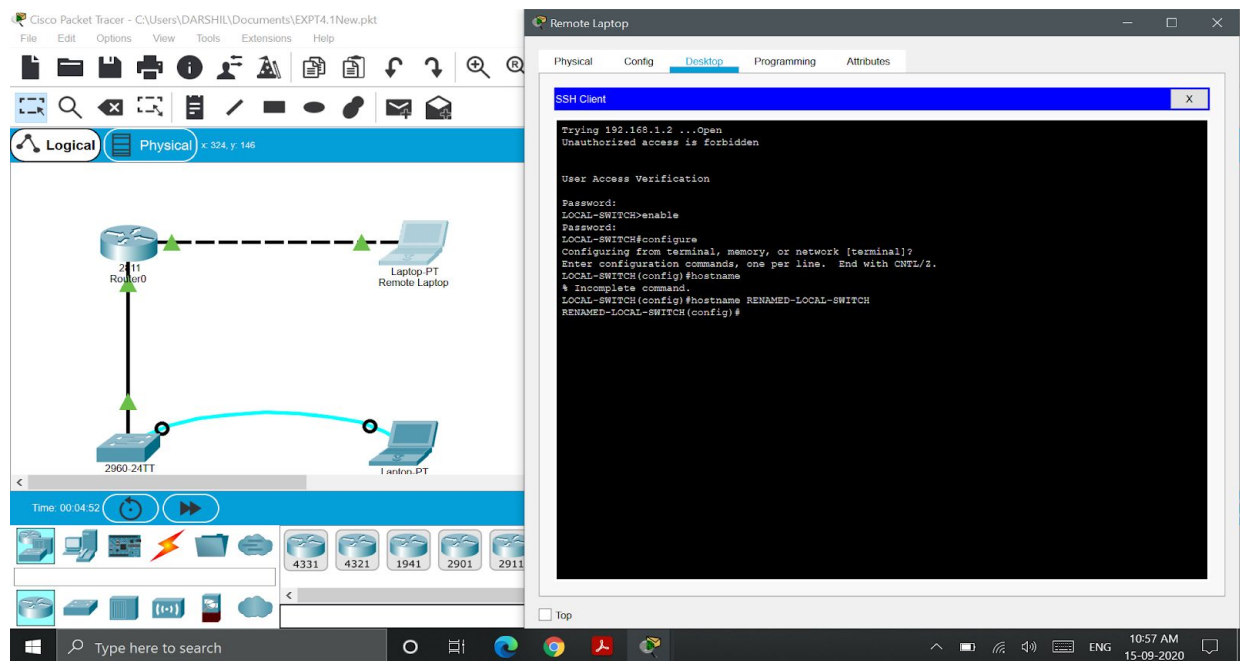 Cisco Packet Tracer - C:\Users\DARSHIL\Documents\EXPT4.1New.pkt
File Edit Options View Tools Extensions Help
Logical
Physical
x: 324, y: 146
2811
Router0
Laptop-PT
Remote Laptop
2960-24TT
Laptop-PT
Time: 00:04:52
4331
4321
1941
2901
2911
Remote Laptop
Physical Config Desktop Programming Attributes
SSH Client
X
Trying 192.168.1.2 ...Open
Unauthorized access is forbidden
User Access Verification
Password:
LOCAL-SWITCH>enable
Password:
LOCAL-SWITCH#configure
Configuring from terminal, memory, or network [terminal]?
Enter configuration commands, one per line. End with CNTL/Z.
LOCAL-SWITCH(config)#hostname
% Incomplete command.
LOCAL-SWITCH(config)#hostname RENAMED-LOCAL-SWITCH
RENAMED-LOCAL-SWITCH(config)#
Top
Type here to search
ENG
10:57 AM
15-09-2020